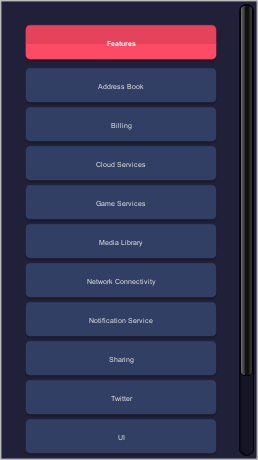 Features
Address Book
Billing
Cloud Services
Game Services
Media Library
Network Connectivity
Notification Service
Sharing
Twitter
UI